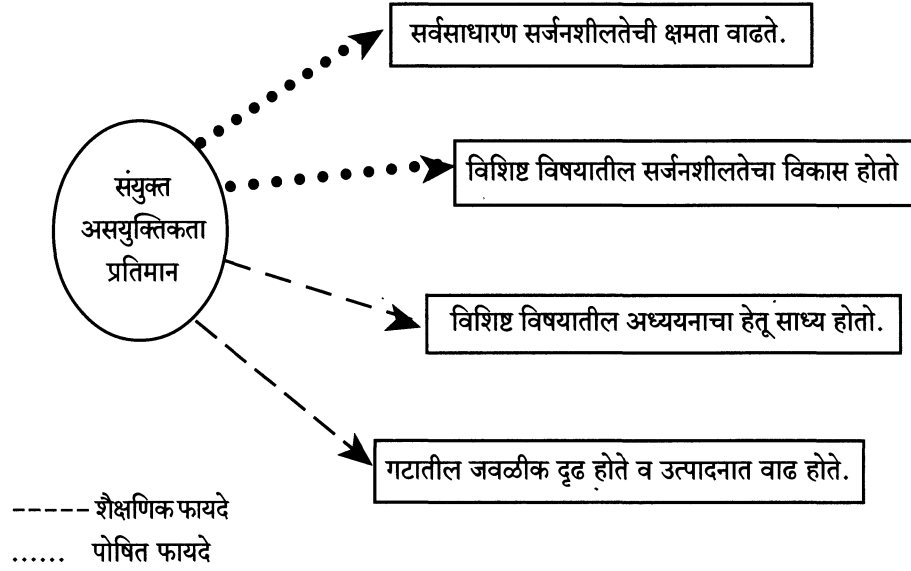 सर्वसाधारण सर्जनशीलतेची क्षमता वाढते.
विशिष्ट विषयातील सर्जनशीलतेचा विकास होतो
संयुक्त
असयुक्तिकता
प्रतिमान
विशिष्ट विषयातील अध्ययनाचा हेतू साध्य होतो.
गटातील जवळीक दृढ होते व उत्पादनात वाढ होते.
------ शैक्षणिक फायदे
...... पोषित फायदे